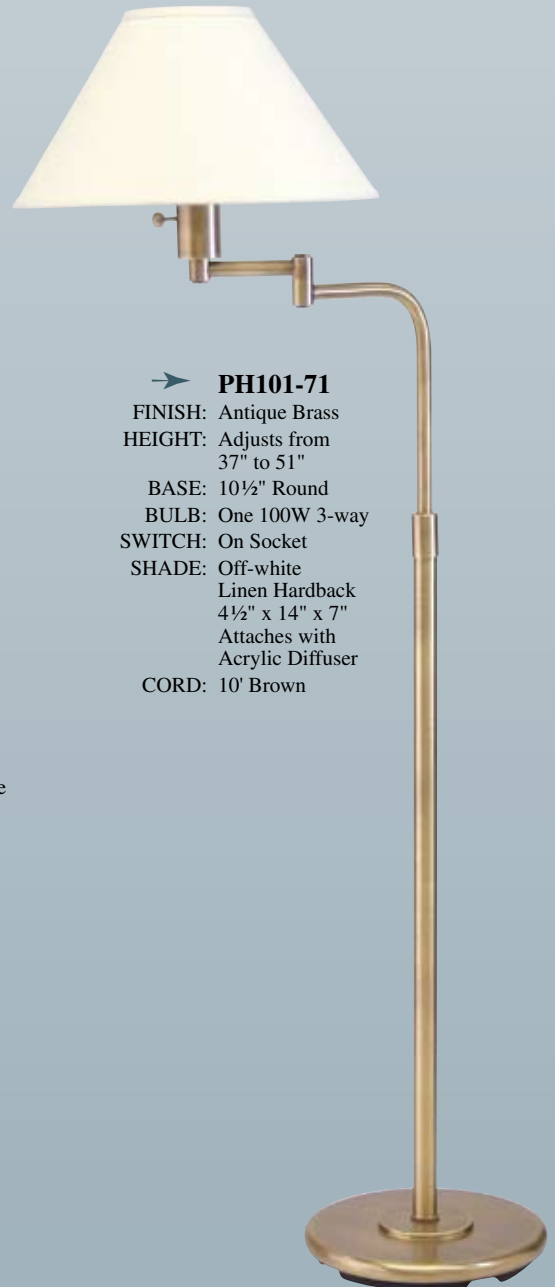 PH101-71
FINISH: Antique Brass
HEIGHT: Adjusts from
37" to 51"
BASE: 10½" Round
BULB: One 100W 3-way
SWITCH: On Socket
SHADE: Off-white
Linen Hardback
4½" x 14" x 7"
Attaches with
Acrylic Diffuser
CORD: 10' Brown
e